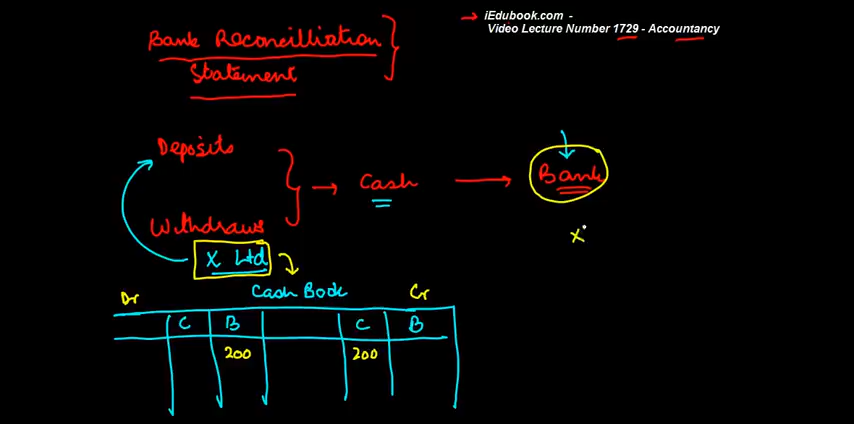 iEdubook.com -
Video Lecture Number 1729 - Accountancy
Bank Reconcilliation
Statement
Deposits
Withdraws
Cash
Bank
X
X Ltd
Cash Book
Dr
Cr
C B C B
200 200